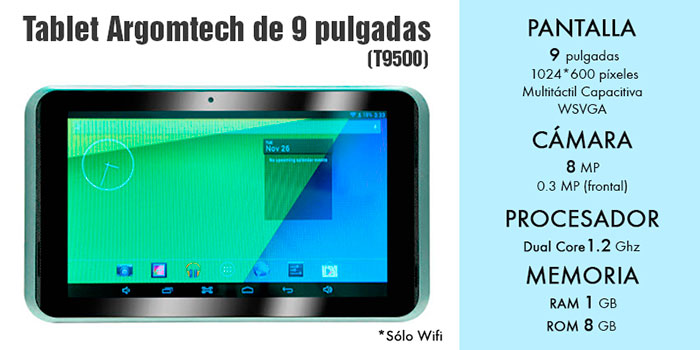 Tablet Argomtech de 9 pulgadas
(T9500)
Nov 26
*Sólo Wifi
PANTALLA
9 pulgadas
1024*600 píxeles
Multitáctil Capacitiva
WSVGA
CÁMARA
8 MP
0.3 MP (frontal)
PROCESADOR
Dual Core 1.2 Ghz
MEMORIA
RAM 1 GB
ROM 8 GB